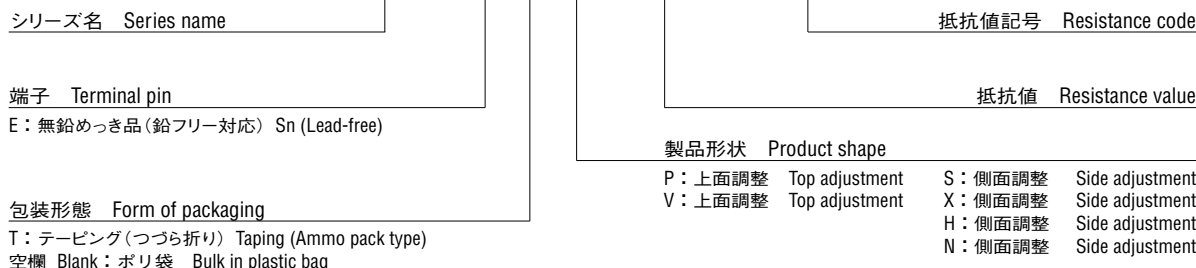 シリーズ名 Series name
抵抗値記号 Resistance code
端子 Terminal pin
抵抗値 Resistance value
E：無鉛めっき品（鉛フリー対応） Sn (Lead-free)
製品形状 Product shape
P：上面調整 Top adjustment S：側面調整 Side adjustment
V：上面調整 Top adjustment X：側面調整 Side adjustment
H：側面調整 Side adjustment
N：側面調整 Side adjustment
包装形態 Form of packaging
T：テーピング（つづら折り） Taping (Ammo pack type)
空欄 Blank：ポリ袋 Bulk in plastic bag